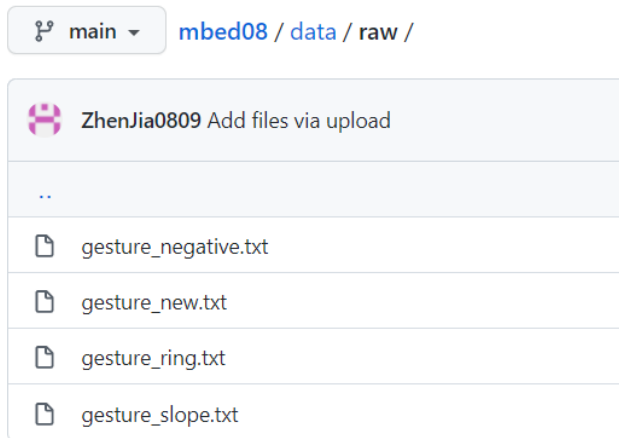 main mbed08 / data / raw /
ZhenJia0809 Add files via upload
..
gesture_negative.txt
gesture_new.txt
gesture_ring.txt
gesture_slope.txt